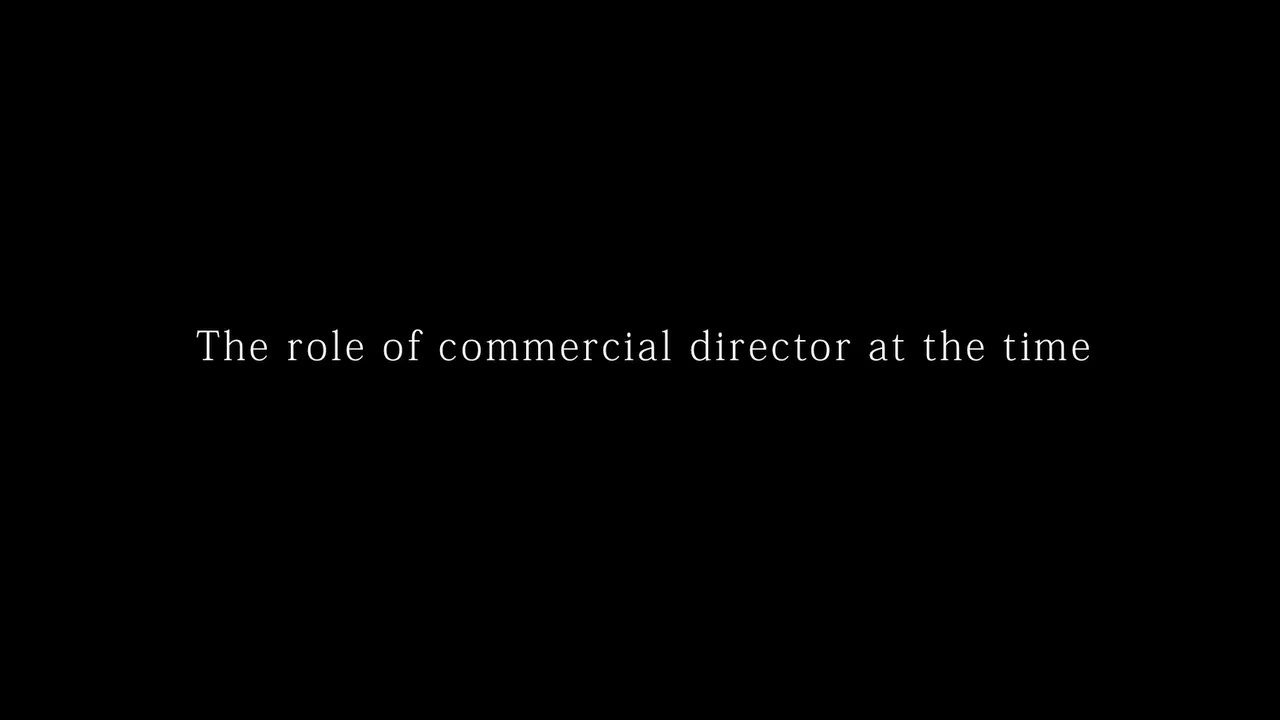 The role of commercial director at the time